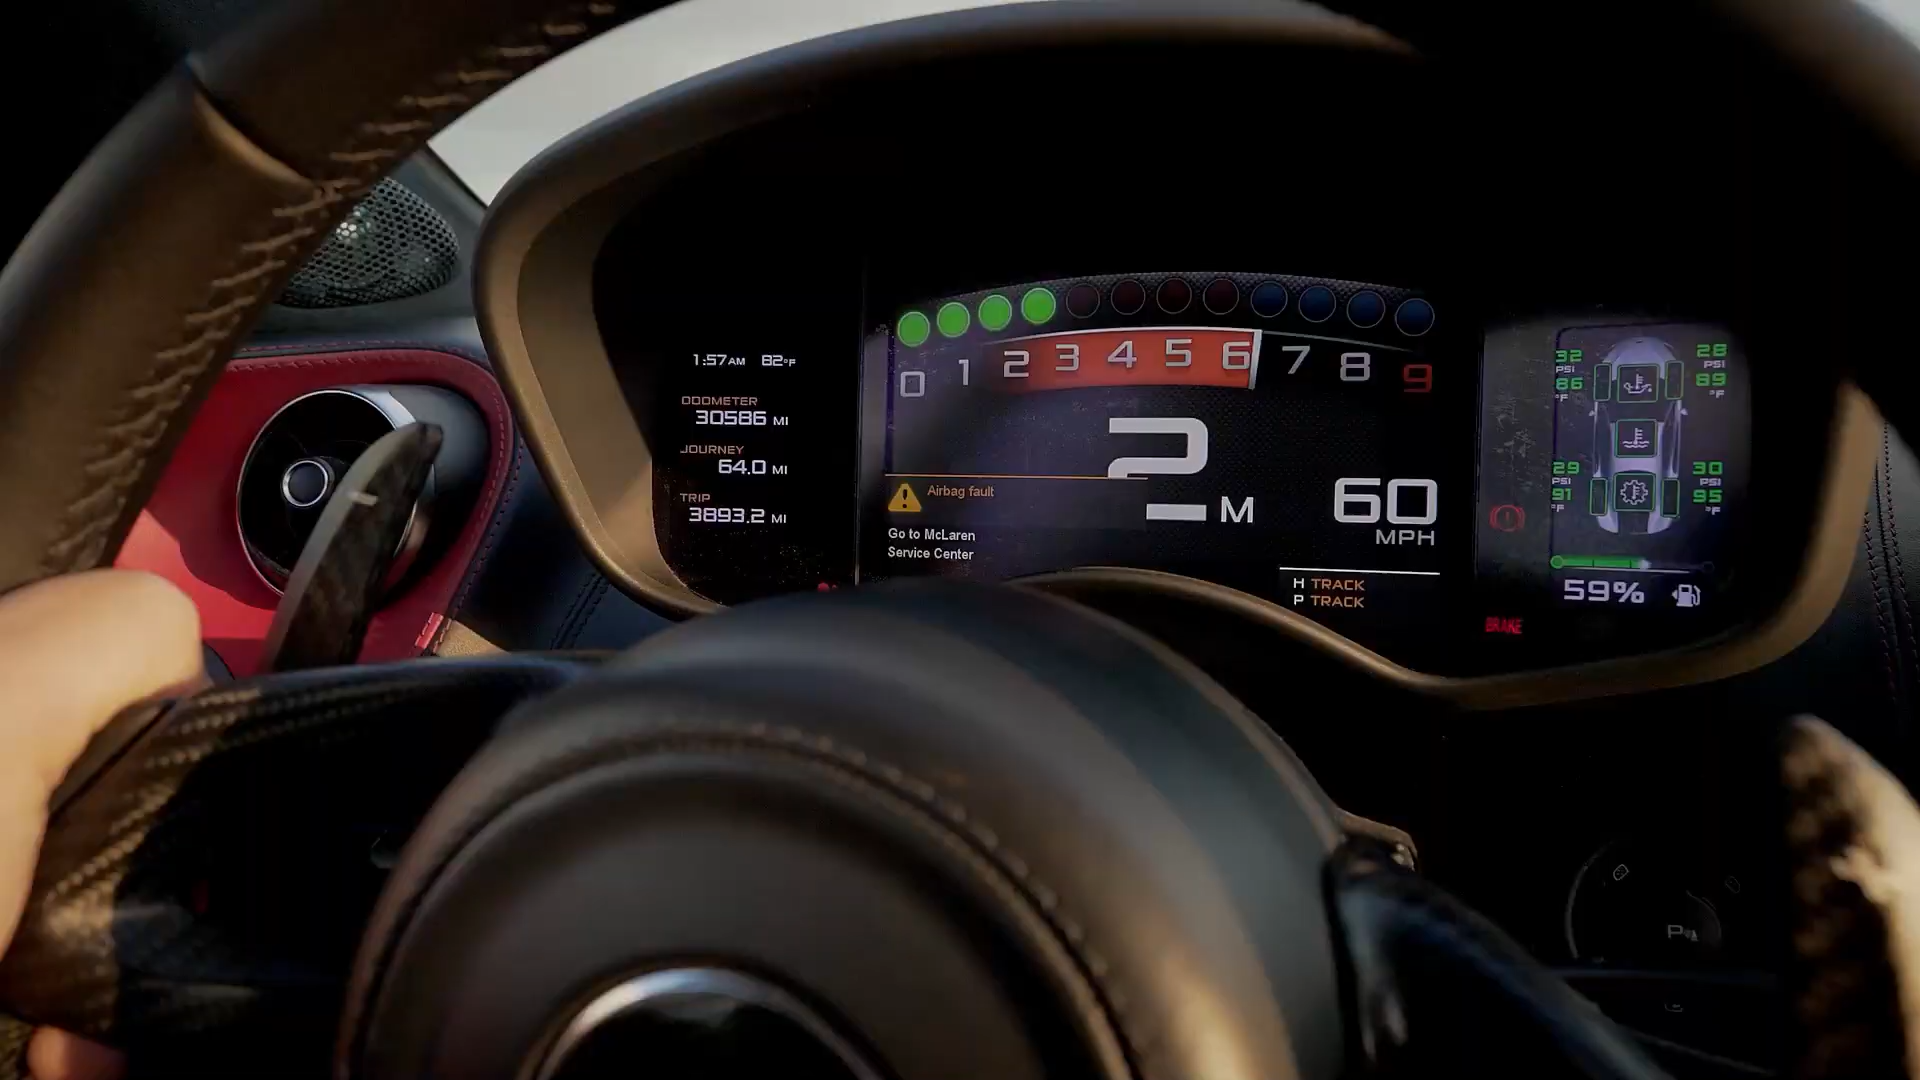 1:57AM 82°F
ODOMETER
30586 MI
JOURNEY
64.0 MI
TRIP
3893.2 MI
0 1 2 3 4 5 6 7 8 9
2
M
Airbag fault
Go to McLaren
Service Center
60
MPH
H TRACK
P TRACK
32
PSI
86
°F
28
PSI
89
°F
29
PSI
91
°F
30
PSI
95
°F
59%
BRAKE
P